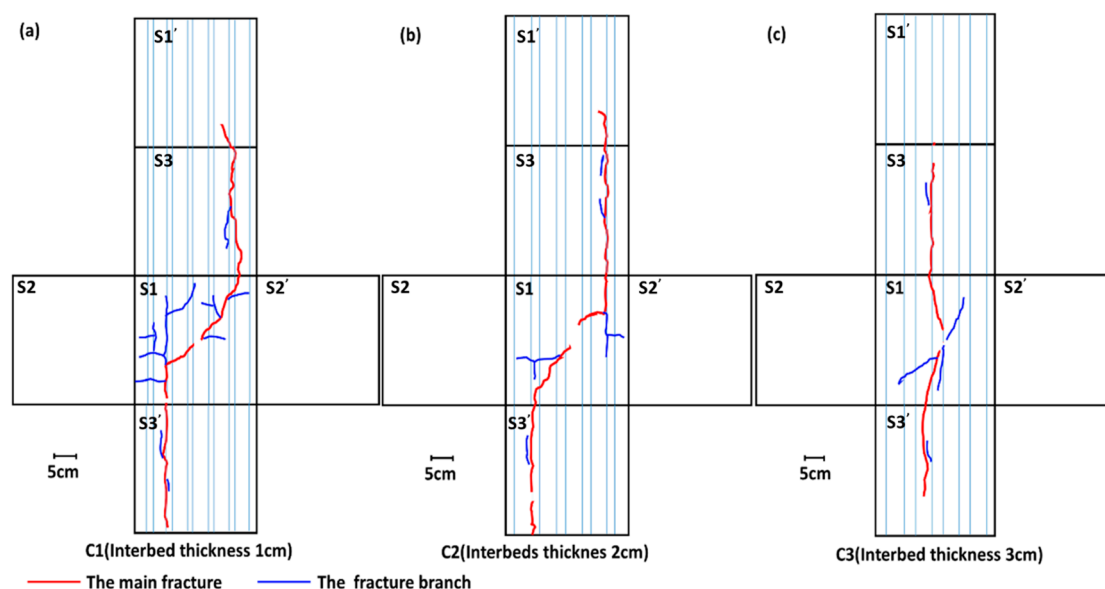 (a)
S1′
S3
S2
S1
S2′
S3′
5cm
C1(Interbed thickness 1cm)
(b)
S1′
S3
S2
S1
S2′
S3′
5cm
C2(Interbeds thicknes 2cm)
(c)
S1′
S3
S2
S1
S2′
S3′
5cm
C3(Interbed thickness 3cm)
The main fracture
The fracture branch